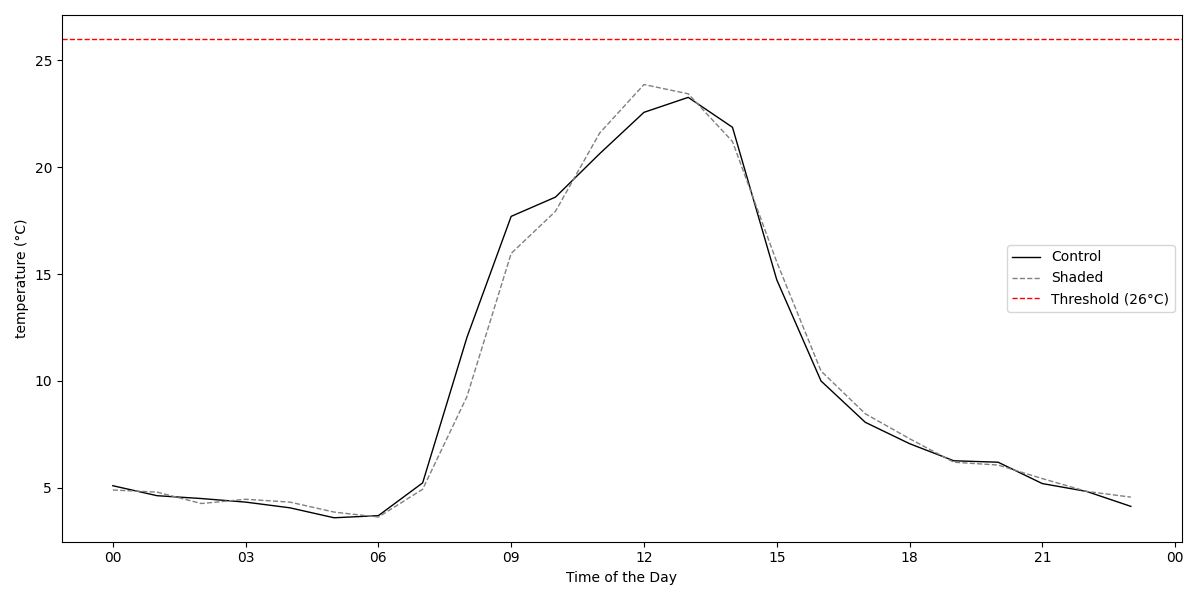 25
20
15
10
5
temperature (°C)
Control
Shaded
Threshold (26°C)
00 03 06 09 12 15 18 21 00
Time of the Day